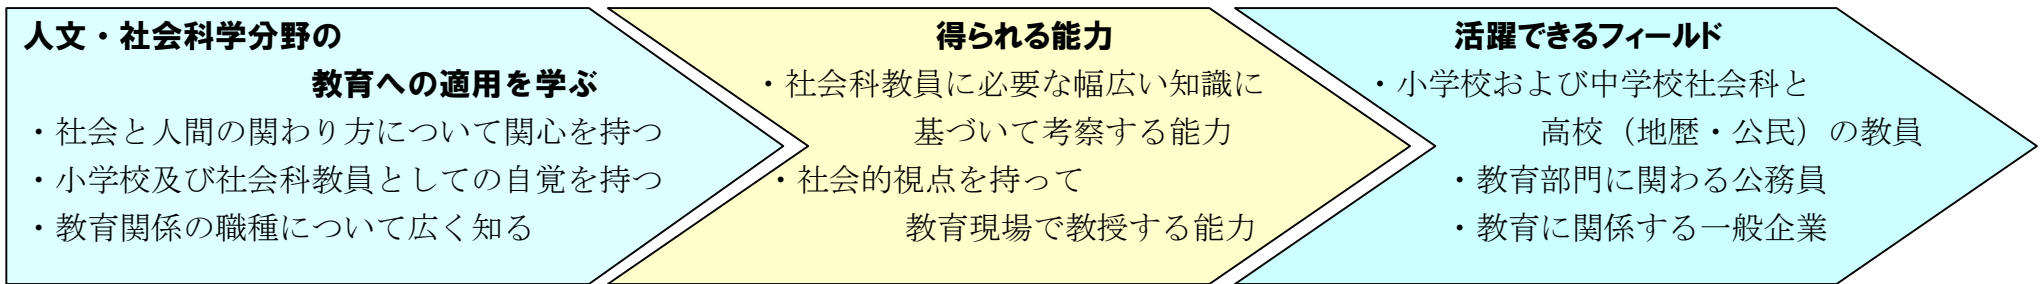 人文・社会科学分野の
教育への適用を学ぶ
・社会と人間の関わり方について関心を持つ
・小学校及び社会科教員としての自覚を持つ
・教育関係の職種について広く知る
得られる能力
・社会科教員に必要な幅広い知識に
基づいて考察する能力
・社会的視点を持って
教育現場で教授する能力
活躍できるフィールド
・小学校および中学校社会科と
高校（地歴・公民）の教員
・教育部門に関わる公務員
・教育に関係する一般企業